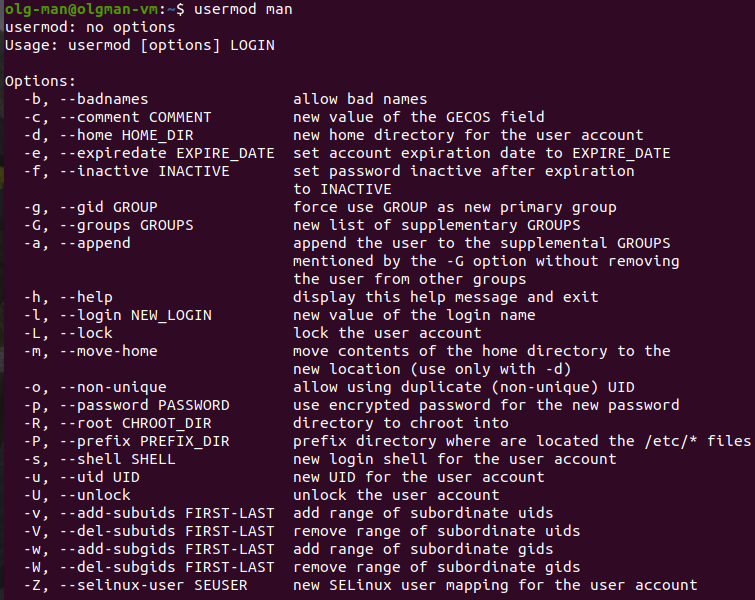 olg-man@olgman-vm:~$ usermod man
usermod: no options
Usage: usermod [options] LOGIN

Options:
  -b, --badnames                allow bad names
  -c, --comment COMMENT         new value of the GECOS field
  -d, --home HOME_DIR           new home directory for the user account
  -e, --expiredate EXPIRE_DATE  set account expiration date to EXPIRE_DATE
  -f, --inactive INACTIVE       set password inactive after expiration
                                to INACTIVE
  -g, --gid GROUP               force use GROUP as new primary group
  -G, --groups GROUPS           new list of supplementary GROUPS
  -a, --append                  append the user to the supplemental GROUPS
                                mentioned by the -G option without removing
                                the user from other groups
  -h, --help                    display this help message and exit
  -l, --login NEW_LOGIN         new value of the login name
  -L, --lock                    lock the user account
  -m, --move-home               move contents of the home directory to the
                                new location (use only with -d)
  -o, --non-unique              allow using duplicate (non-unique) UID
  -p, --password PASSWORD       use encrypted password for the new password
  -R, --root CHROOT_DIR         directory to chroot into
  -P, --prefix PREFIX_DIR       prefix directory where are located the /etc/* files
  -s, --shell SHELL             new login shell for the user account
  -u, --uid UID                 new UID for the user account
  -U, --unlock                  unlock the user account
  -v, --add-subuids FIRST-LAST  add range of subordinate uids
  -V, --del-subuids FIRST-LAST  remove range of subordinate uids
  -w, --add-subgids FIRST-LAST  add range of subordinate gids
  -W, --del-subgids FIRST-LAST  remove range of subordinate gids
  -Z, --selinux-user SEUSER     new SELinux user mapping for the user account